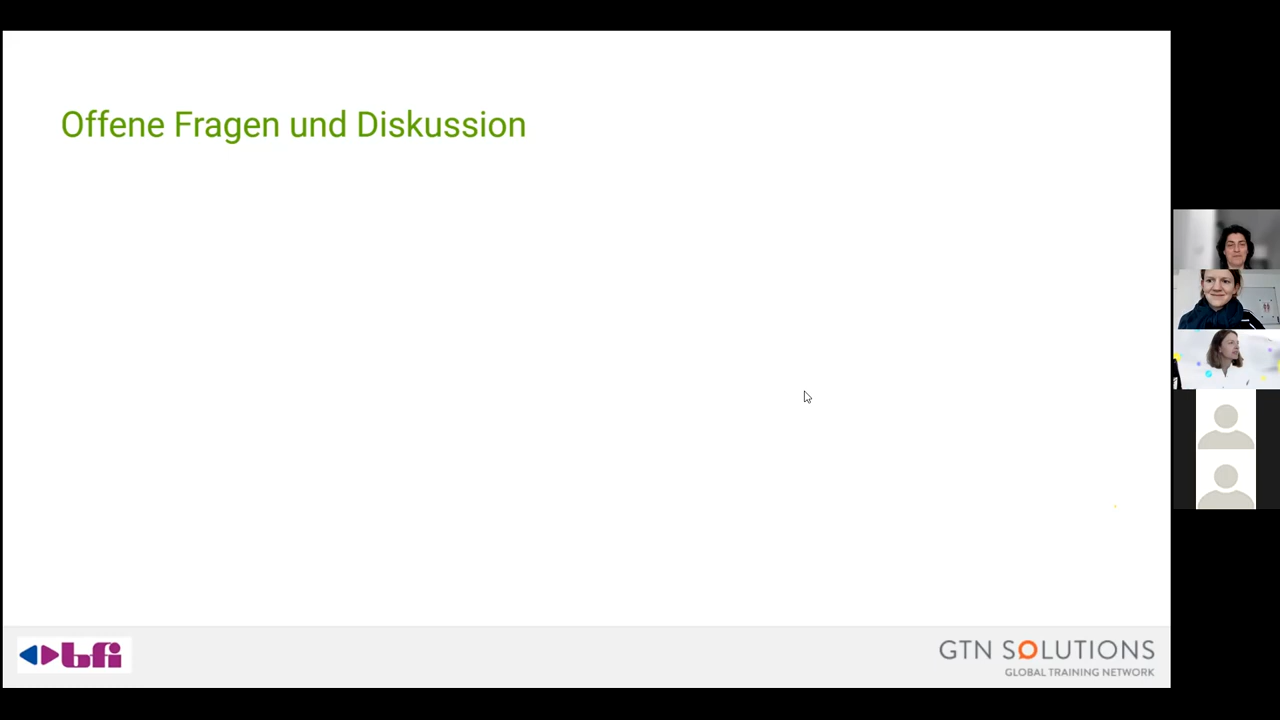 Offene Fragen und Diskussion
bfi
GTN SOLUTIONS
GLOBAL TRAINING NETWORK